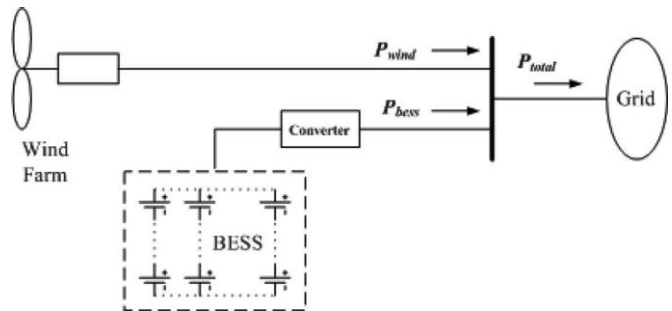 P_wind
P_total
P_bess
Grid
Converter
Wind
Farm
BESS